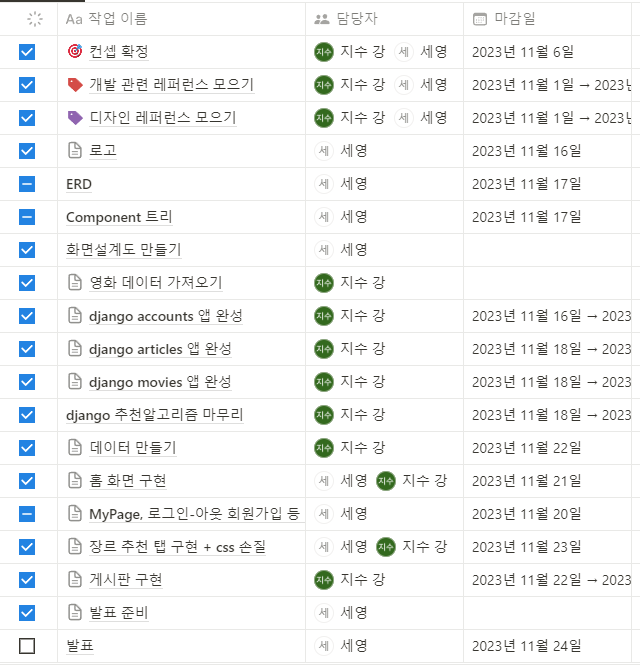 Aa 작업 이름 담당자 마감일
컨셉 확정 지수 지수 강 세 세영 2023년 11월 6일
개발 관련 레퍼런스 모으기 지수 지수 강 세 세영 2023년 11월 1일 → 2023년
디자인 레퍼런스 모으기 지수 지수 강 세 세영 2023년 11월 1일 → 2023년
로고 세 세영 2023년 11월 16일
ERD 세 세영 2023년 11월 17일
Component 트리 세 세영 2023년 11월 17일
화면설계도 만들기 세 세영
영화 데이터 가져오기 지수 지수 강
django accounts 앱 완성 지수 지수 강 2023년 11월 16일 → 2023
django articles 앱 완성 지수 지수 강 2023년 11월 18일 → 2023
django movies 앱 완성 지수 지수 강 2023년 11월 18일 → 2023
django 추천알고리즘 마무리 지수 지수 강 2023년 11월 18일 → 2023
데이터 만들기 지수 지수 강 2023년 11월 22일
홈 화면 구현 세 세영 지수 지수 강 2023년 11월 21일
MyPage, 로그인-아웃 회원가입 등 세 세영 2023년 11월 20일
장르 추천 탭 구현 + css 손질 세 세영 지수 지수 강 2023년 11월 23일
게시판 구현 지수 지수 강 2023년 11월 22일 → 2023
발표 준비 세 세영
발표 세 세영 2023년 11월 24일